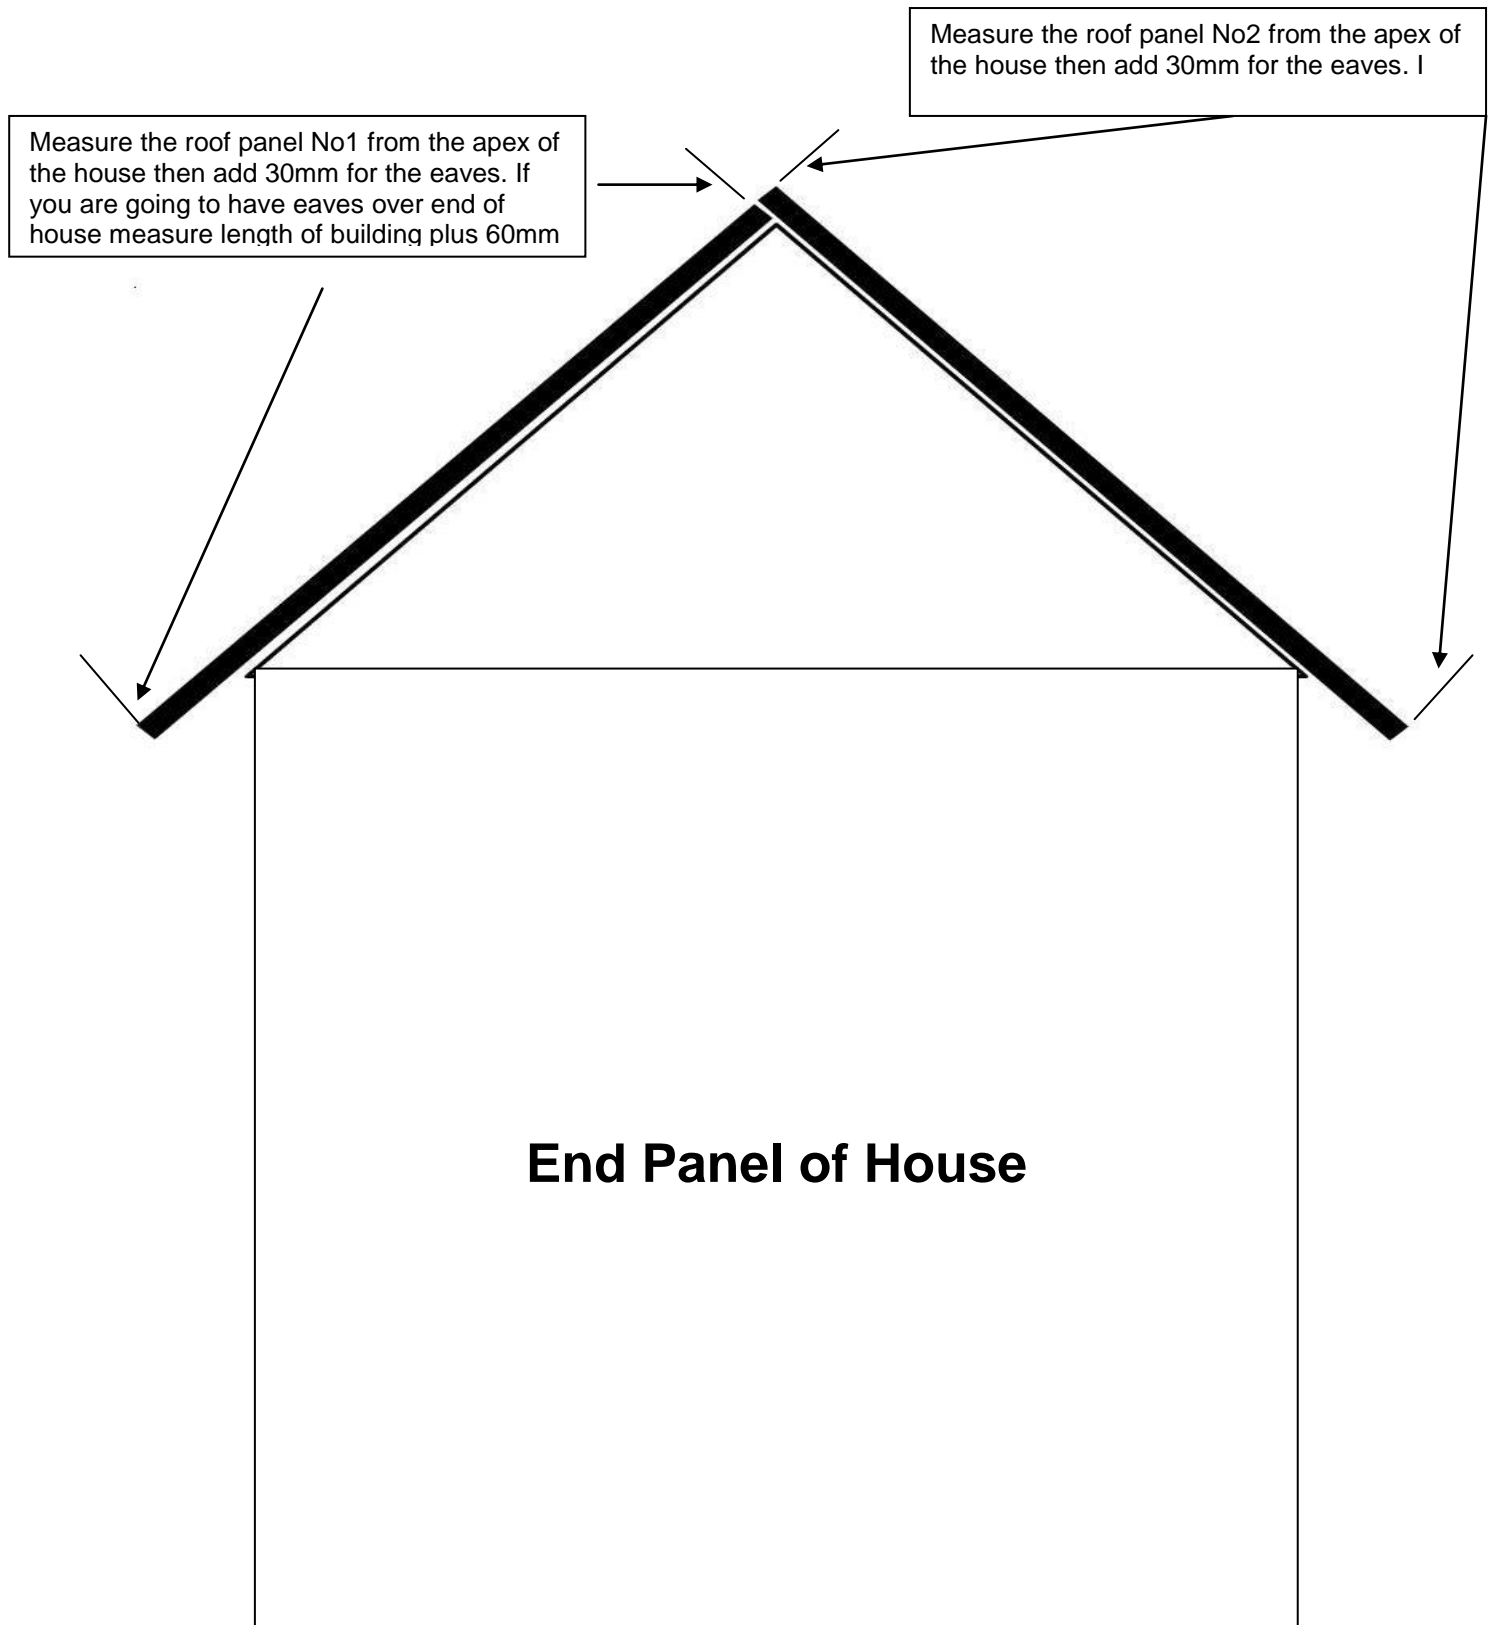 Measure the roof panel No2 from the apex of
the house then add 30mm for the eaves. I
Measure the roof panel No1 from the apex of
the house then add 30mm for the eaves. If
you are going to have eaves over end of
house measure length of building plus 60mm
End Panel of House